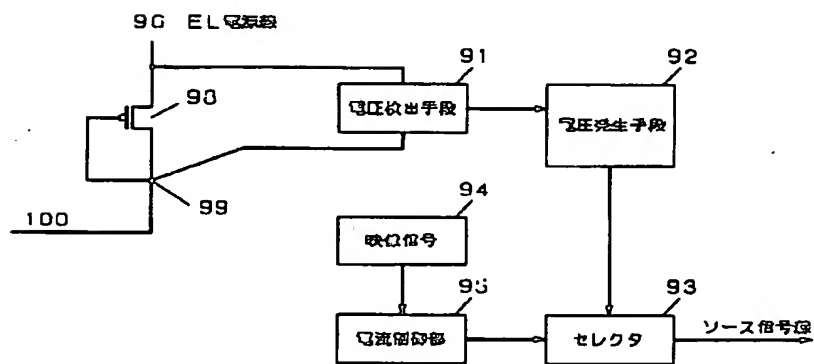 90 EL電源線
91
92
98
電圧検出手段
電圧発生手段
99
94
100
映像信号
95
93
電流制御部
セレクタ
ソース信号線